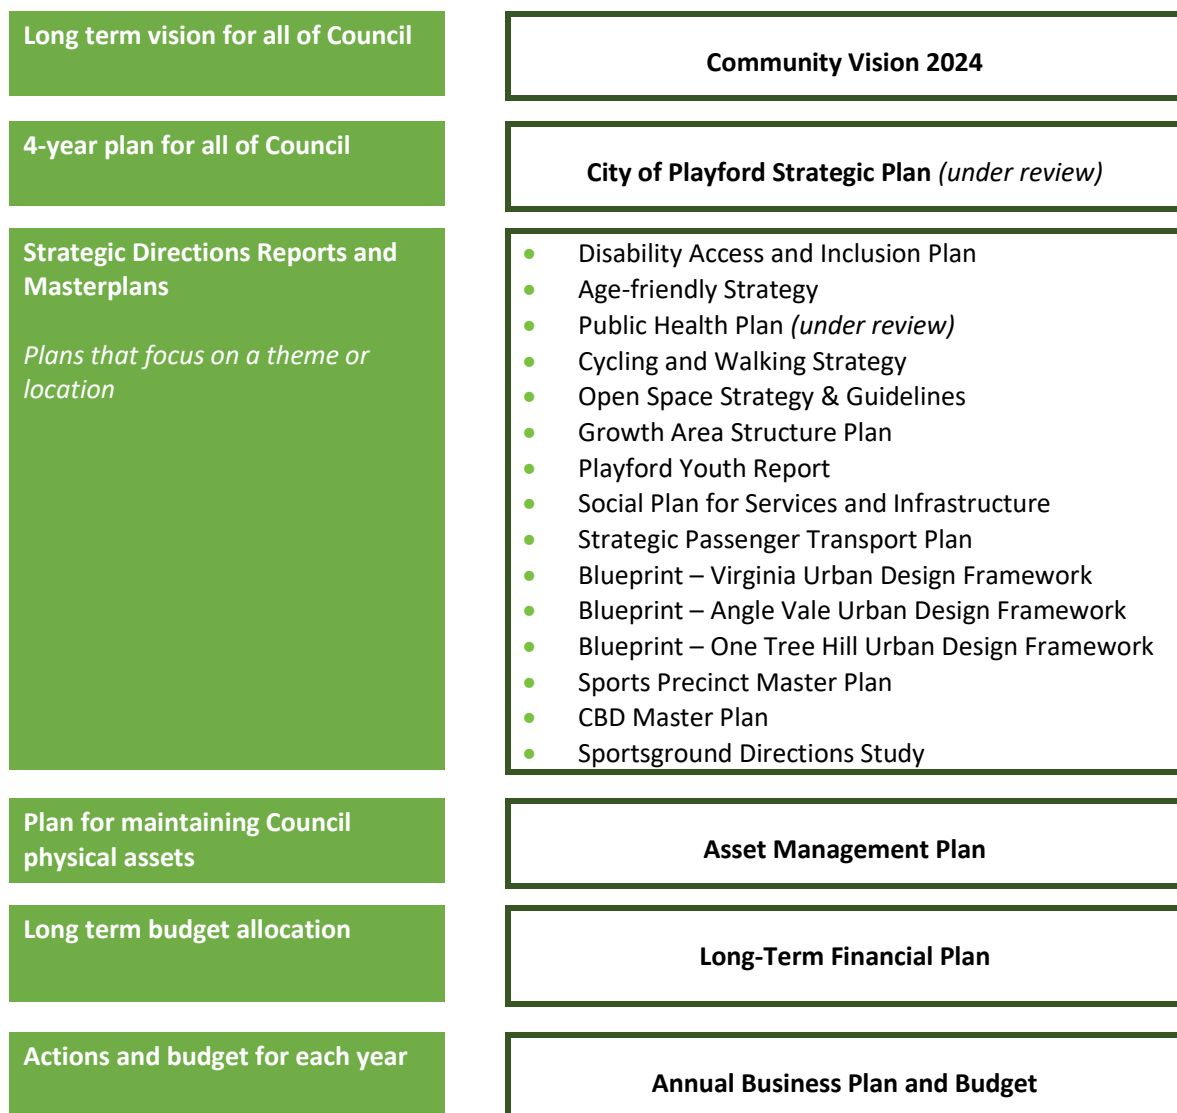 Long term vision for all of Council
Community Vision 2024
4-year plan for all of Council
City of Playford Strategic Plan (under review)
Strategic Directions Reports and
Masterplans
Plans that focus on a theme or
location
• Disability Access and Inclusion Plan
• Age-friendly Strategy
• Public Health Plan (under review)
• Cycling and Walking Strategy
• Open Space Strategy & Guidelines
• Growth Area Structure Plan
• Playford Youth Report
• Social Plan for Services and Infrastructure
• Strategic Passenger Transport Plan
• Blueprint – Virginia Urban Design Framework
• Blueprint – Angle Vale Urban Design Framework
• Blueprint – One Tree Hill Urban Design Framework
• Sports Precinct Master Plan
• CBD Master Plan
• Sportsground Directions Study
Plan for maintaining Council
physical assets
Asset Management Plan
Long term budget allocation
Long-Term Financial Plan
Actions and budget for each year
Annual Business Plan and Budget